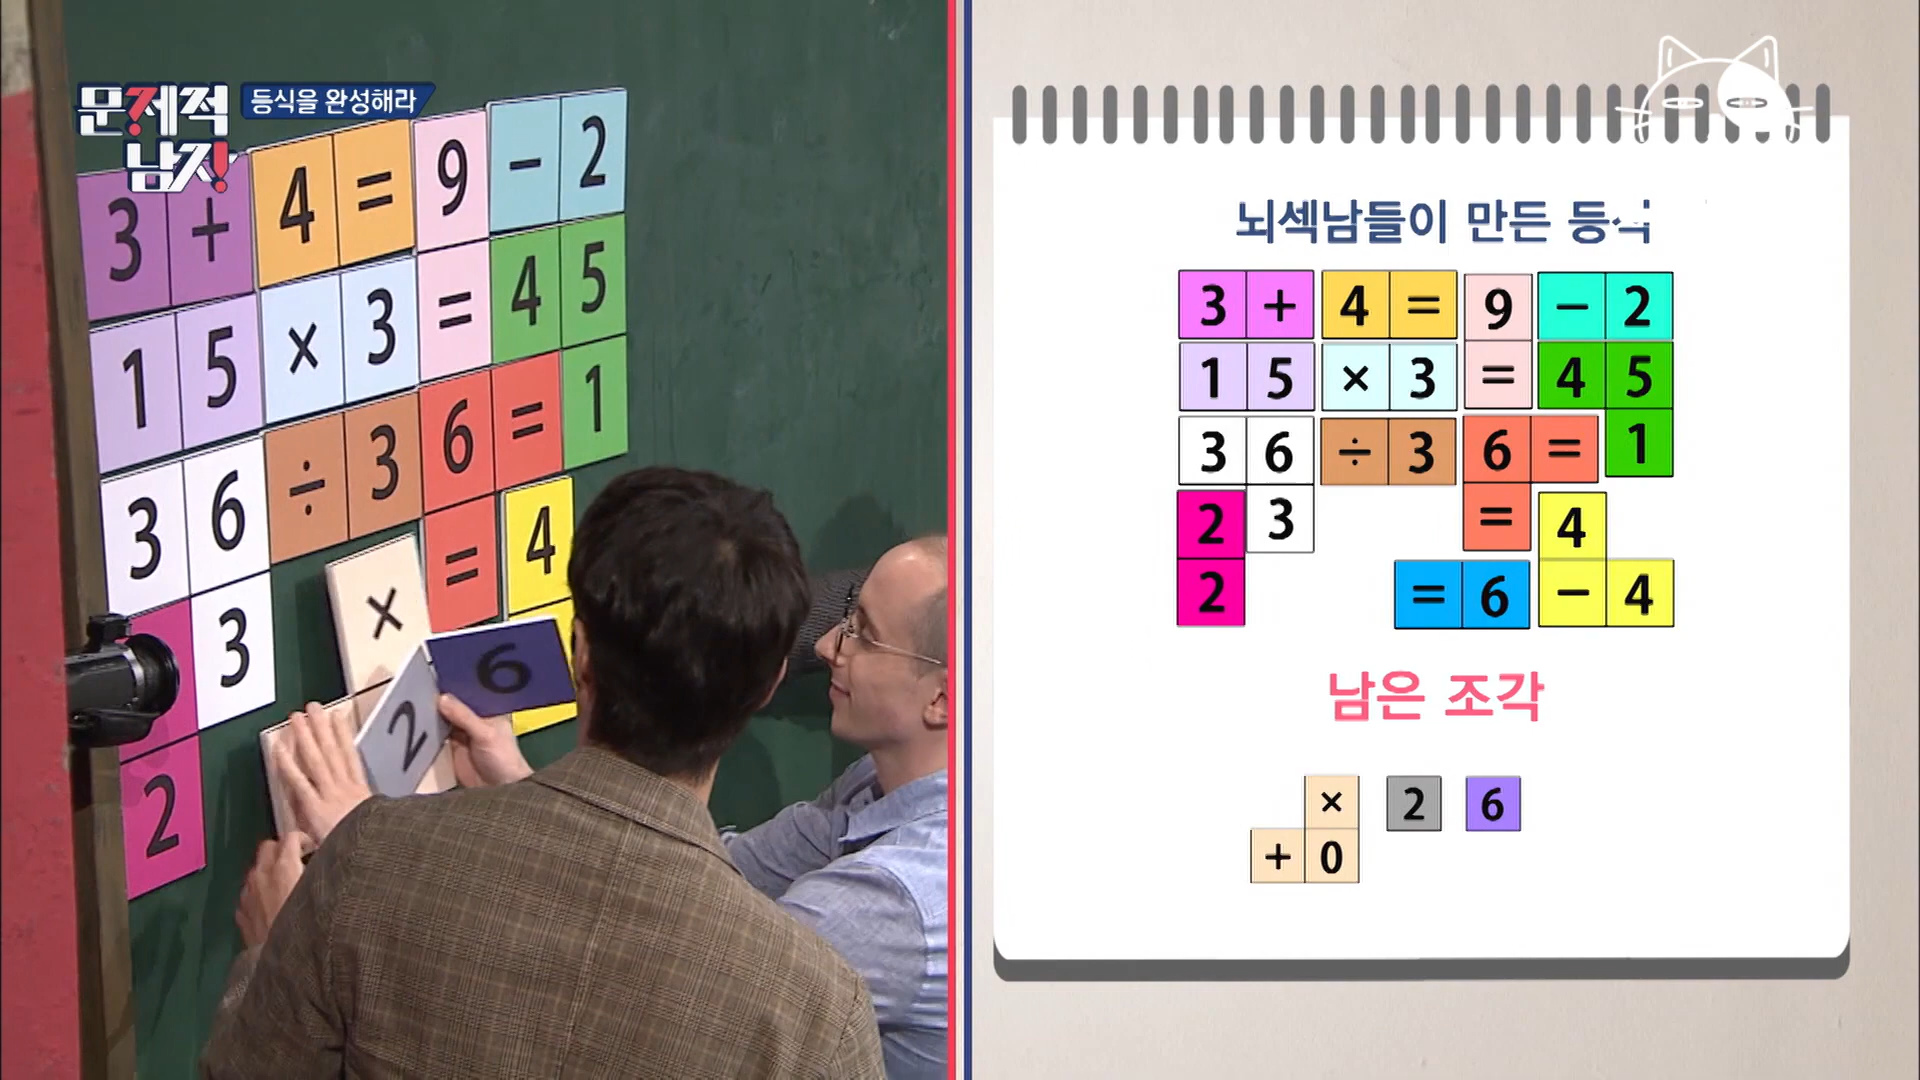 문제적
남자!
등식을 완성해라
3 + 4 = 9 − 2
1 5 × 3 = 4 5
3 6 ÷ 3 6 = 1
3 × = 4
2 6
2
뇌섹남들이 만든 등식
3 + 4 = 9 − 2
1 5 × 3 = 4 5
3 6 ÷ 3 6 = 1
2 3 = 4
2 = 6 − 4
남은 조각
× 2 6
+ 0